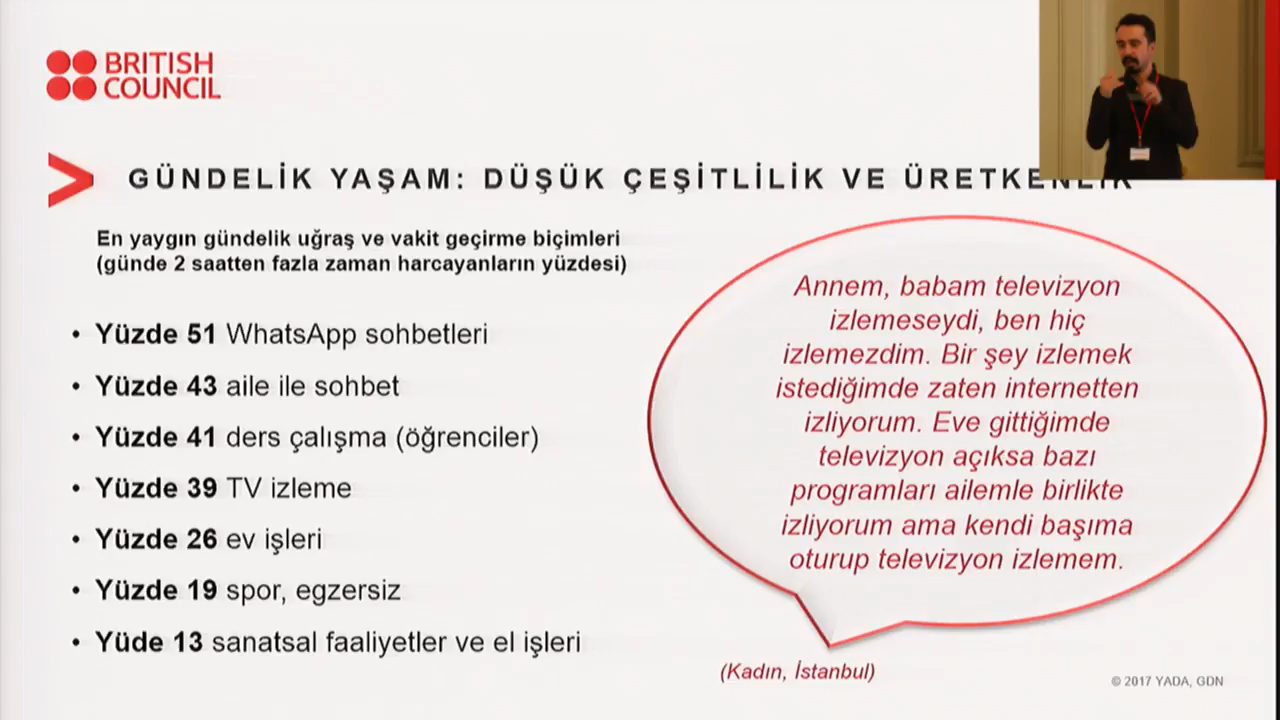 BRITISH
COUNCIL
GÜNDELİK YAŞAM: DÜŞÜK ÇEŞİTLİLİK VE ÜRETKENLİK
En yaygın gündelik uğraş ve vakit geçirme biçimleri
(günde 2 saatten fazla zaman harcayanların yüzdesi)
• Yüzde 51 WhatsApp sohbetleri
• Yüzde 43 aile ile sohbet
• Yüzde 41 ders çalışma (öğrenciler)
• Yüzde 39 TV izleme
• Yüzde 26 ev işleri
• Yüzde 19 spor, egzersiz
• Yüde 13 sanatsal faaliyetler ve el işleri
Annem, babam televizyon
izlemeseydi, ben hiç
izlemezdim. Bir şey izlemek
istediğimde zaten internetten
izliyorum. Eve gittiğimde
televizyon açıksa bazı
programları ailemle birlikte
izliyorum ama kendi başıma
oturup televizyon izlemem.
(Kadın, İstanbul)
© 2017 YADA, GDN